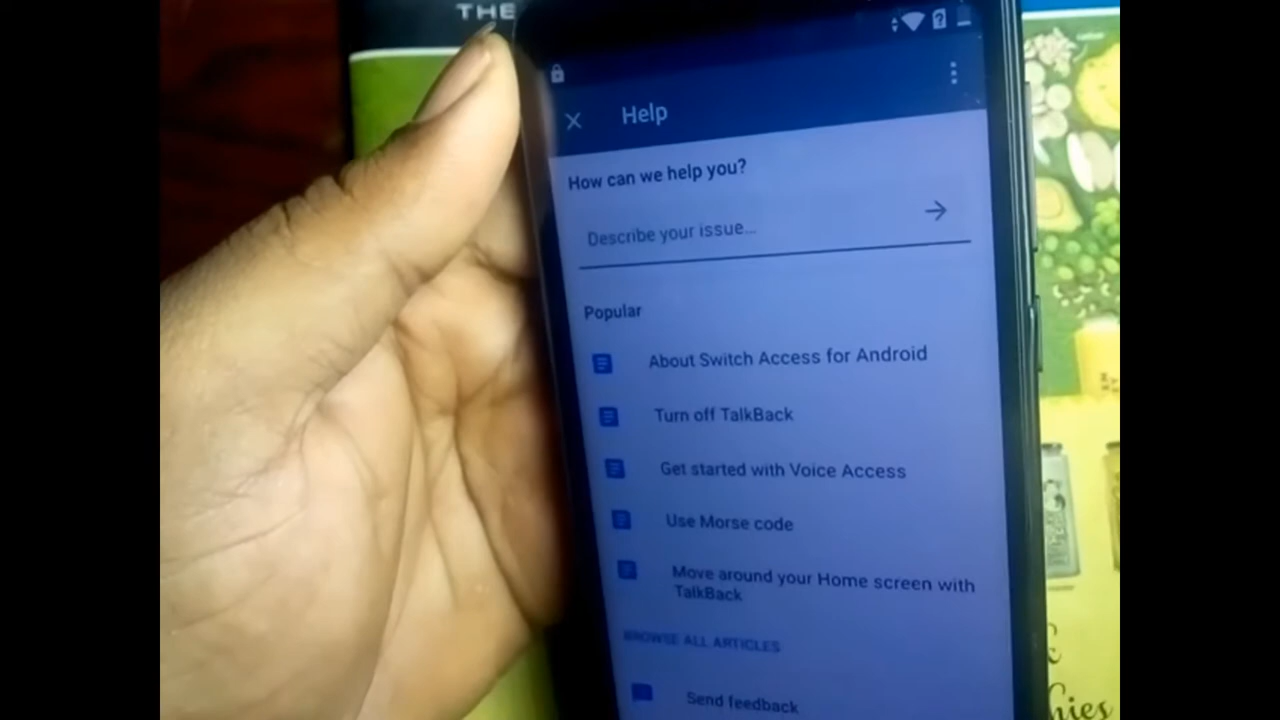 THE
Help
How can we help you?
Describe your issue...
Popular
About Switch Access for Android
Turn off TalkBack
Get started with Voice Access
Use Morse code
Move around your Home screen with
TalkBack
BROWSE ALL ARTICLES
Send feedback